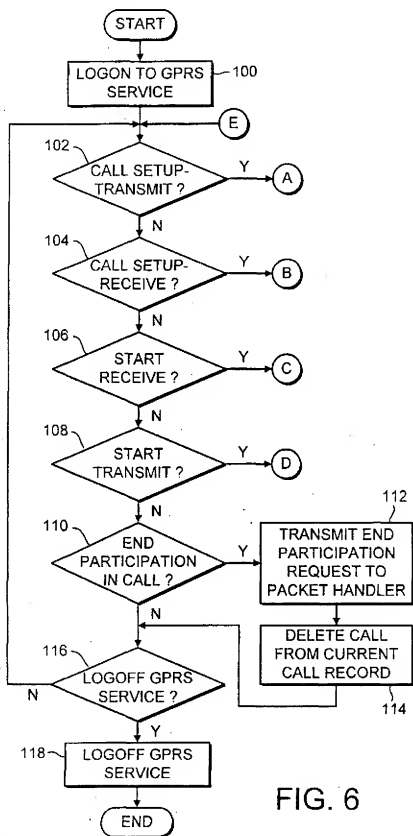 START
LOGON TO GPRS
SERVICE
100
E
102
CALL SETUP-
TRANSMIT ?
Y
A
N
104
CALL SETUP-
RECEIVE ?
Y
B
N
106
START
RECEIVE ?
Y
C
N
108
START
TRANSMIT ?
Y
D
N
110
END
PARTICIPATION
IN CALL ?
Y
112
TRANSMIT END
PARTICIPATION
REQUEST TO
PACKET HANDLER
N
DELETE CALL
FROM CURRENT
CALL RECORD
114
116
LOGOFF GPRS
SERVICE ?
N
Y
118
LOGOFF GPRS
SERVICE
END
FIG. 6